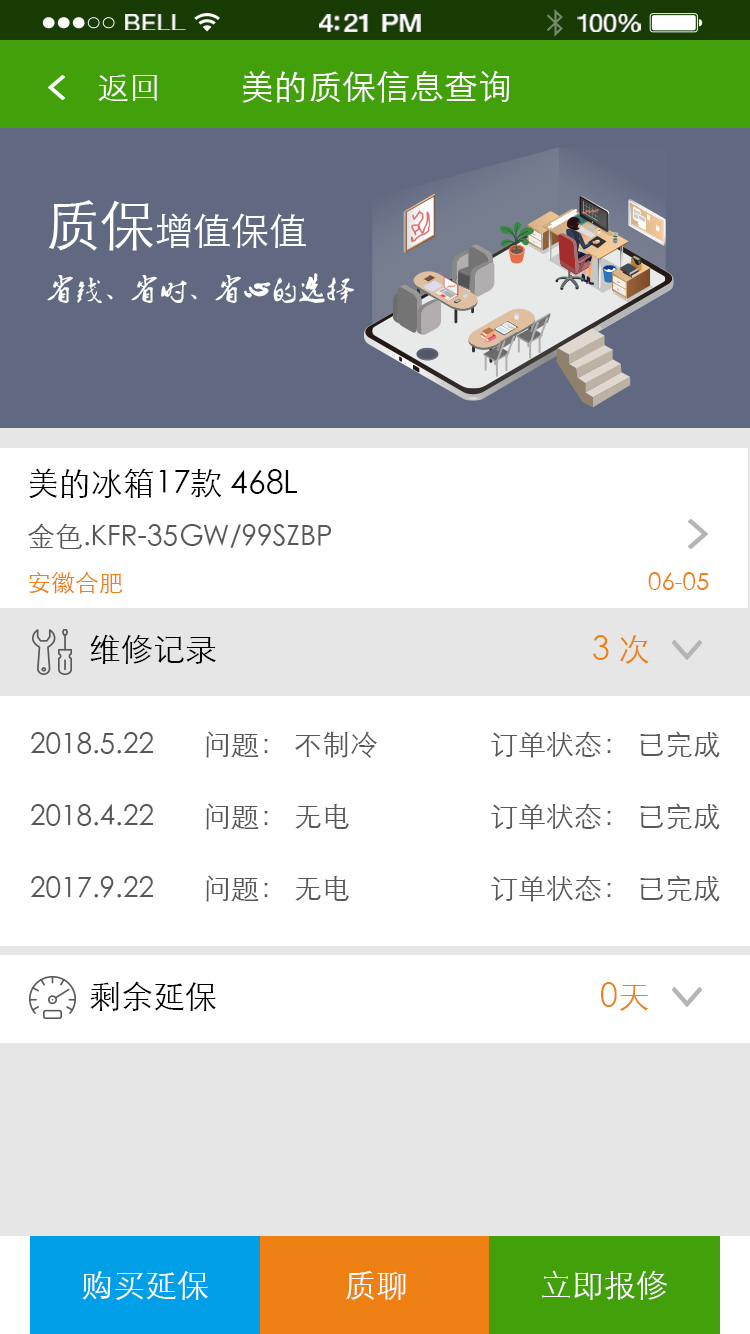 BELL 4:21 PM 100%
返回 美的质保信息查询
质保增值保值
省钱、省时、省心的选择
美的冰箱17款 468L
金色.KFR-35GW/99SZBP
安徽合肥 06-05
维修记录 3 次
2018.5.22 问题： 不制冷 订单状态： 已完成
2018.4.22 问题： 无电 订单状态： 已完成
2017.9.22 问题： 无电 订单状态： 已完成
剩余延保 0天
购买延保 质聊 立即报修